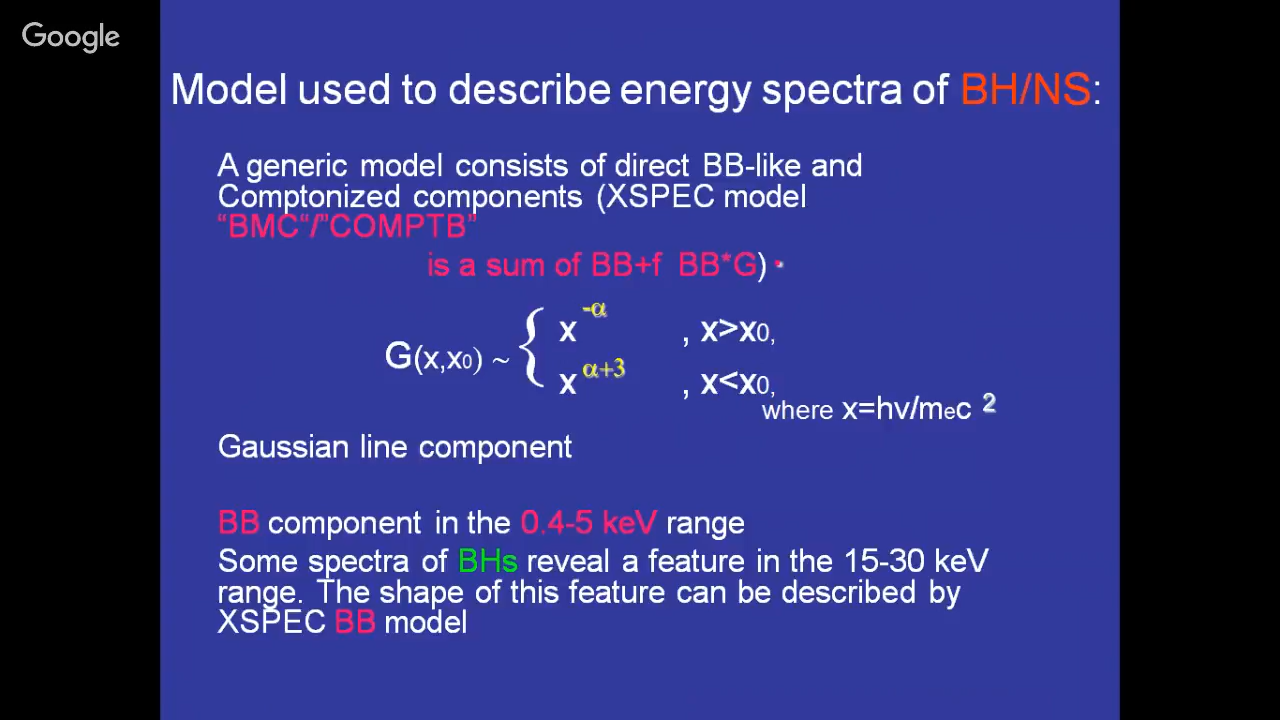 Google
Model used to describe energy spectra of BH/NS:
A generic model consists of direct BB-like and
Comptonized components (XSPEC model
“BMC“/”COMPTB”
is a sum of BB+f BB*G)
G(x,x0) ~ { x -α , x>x0,
x α+3 , x<x0,
where x=hν/mec 2
Gaussian line component
BB component in the 0.4-5 keV range
Some spectra of BHs reveal a feature in the 15-30 keV
range. The shape of this feature can be described by
XSPEC BB model